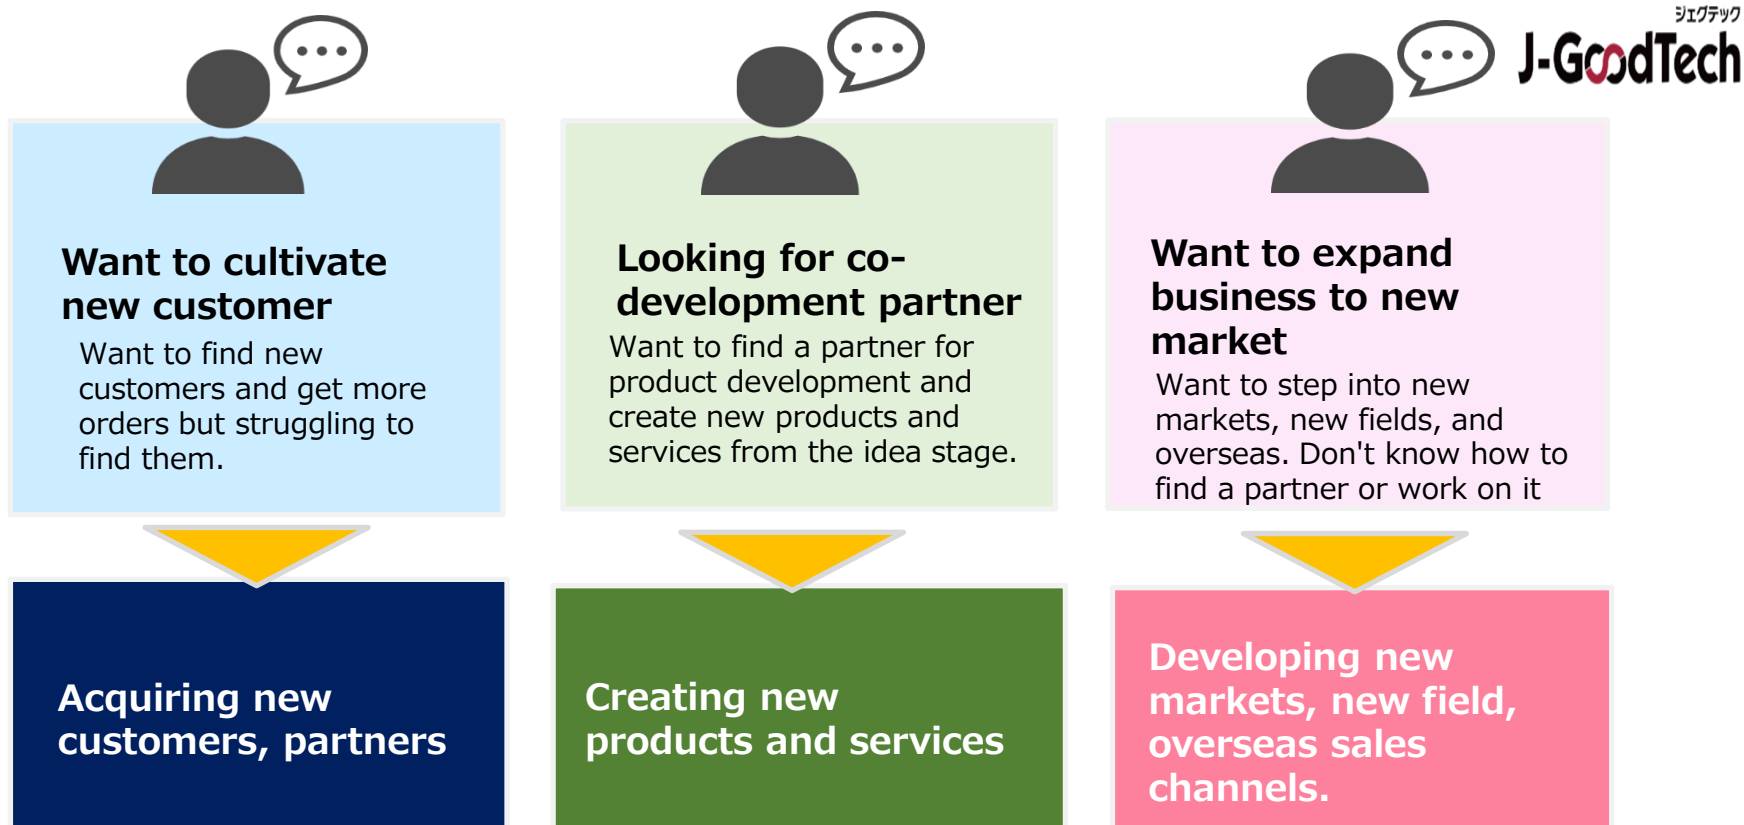 ジェグテック
J-GoodTech
Want to cultivate
new customer
Want to find new
customers and get more
orders but struggling to
find them.
Looking for co-
development partner
Want to find a partner for
product development and
create new products and
services from the idea stage.
Want to expand
business to new
market
Want to step into new
markets, new fields, and
overseas. Don't know how to
find a partner or work on it
Acquiring new
customers, partners
Creating new
products and services
Developing new
markets, new field,
overseas sales
channels.